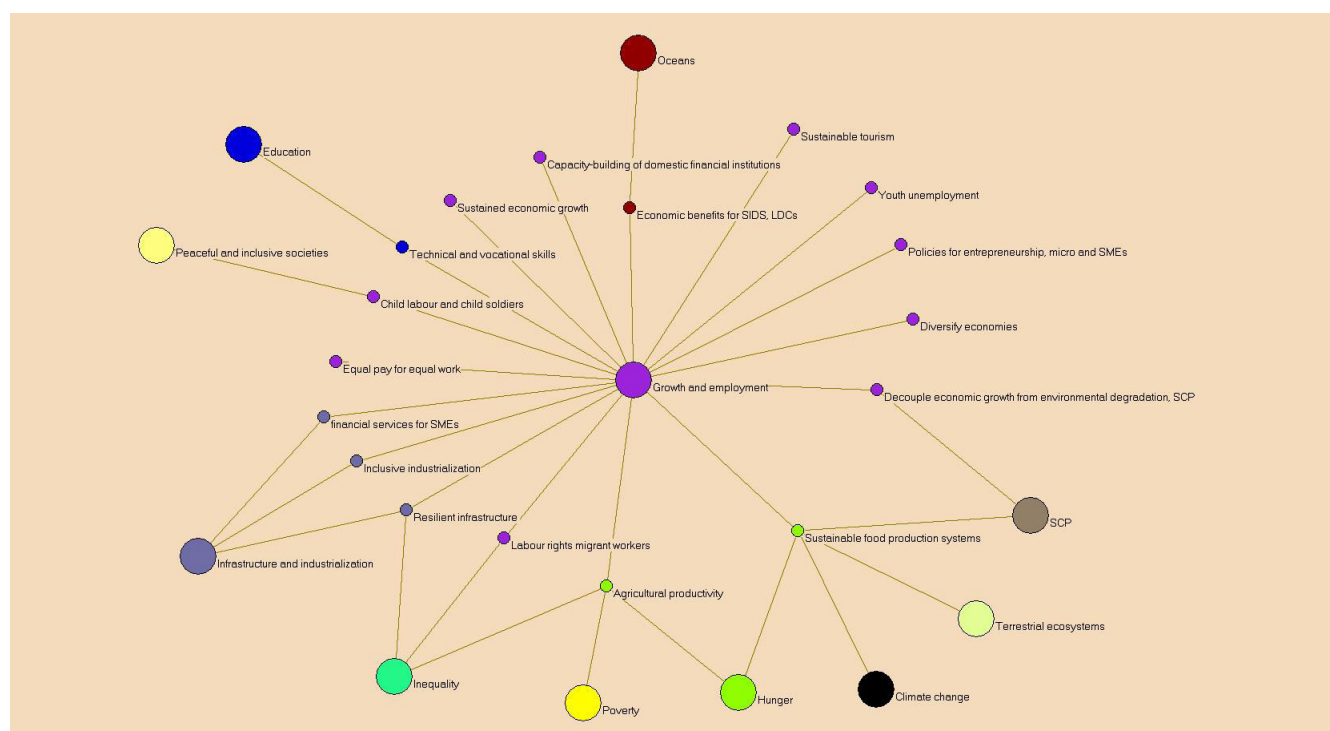 Oceans
Sustainable tourism
Education
Capacity-building of domestic financial institutions
Youth unemployment
Sustained economic growth
Economic benefits for SIDS, LDCs
Peaceful and inclusive societies
Technical and vocational skills
Policies for entrepreneurship, micro and SMEs
Child labour and child soldiers
Diversify economies
Equal pay for equal work
Growth and employment
Decouple economic growth from environmental degradation, SCP
financial services for SMEs
Inclusive industrialization
Resilient infrastructure
SCP
Labour rights migrant workers
Sustainable food production systems
Infrastructure and industrialization
Agricultural productivity
Terrestrial ecosystems
Inequality
Poverty
Hunger
Climate change